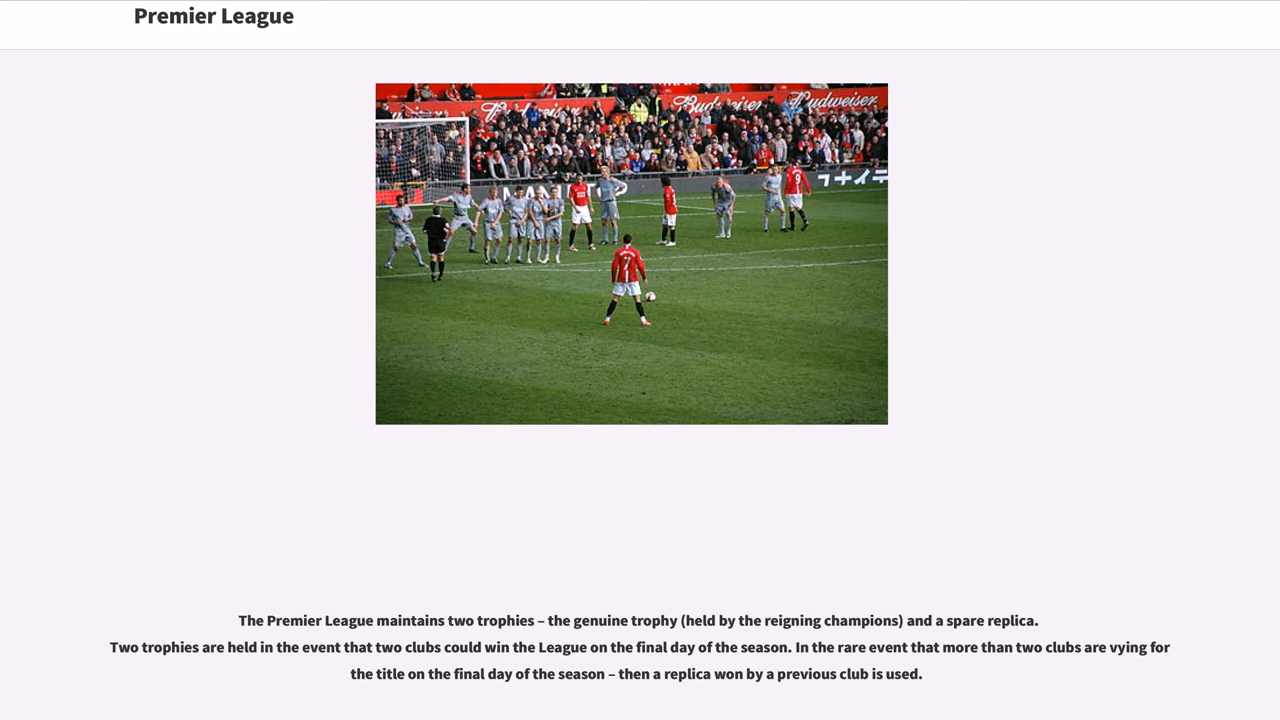 Premier League
Budweiser Budweiser Budweiser
7
9
The Premier League maintains two trophies – the genuine trophy (held by the reigning champions) and a spare replica.
Two trophies are held in the event that two clubs could win the League on the final day of the season. In the rare event that more than two clubs are vying for
the title on the final day of the season – then a replica won by a previous club is used.